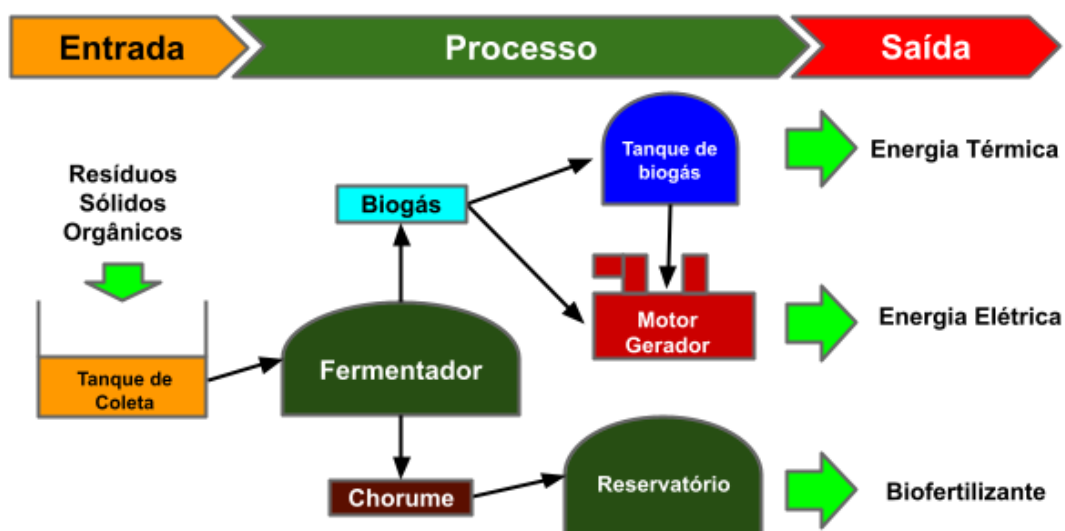 Entrada
Processo
Saída
Resíduos
Sólidos
Orgânicos
Tanque de
Coleta
Fermentador
Biogás
Chorume
Tanque de
biogás
Motor
Gerador
Reservatório
Energia Térmica
Energia Elétrica
Biofertilizante